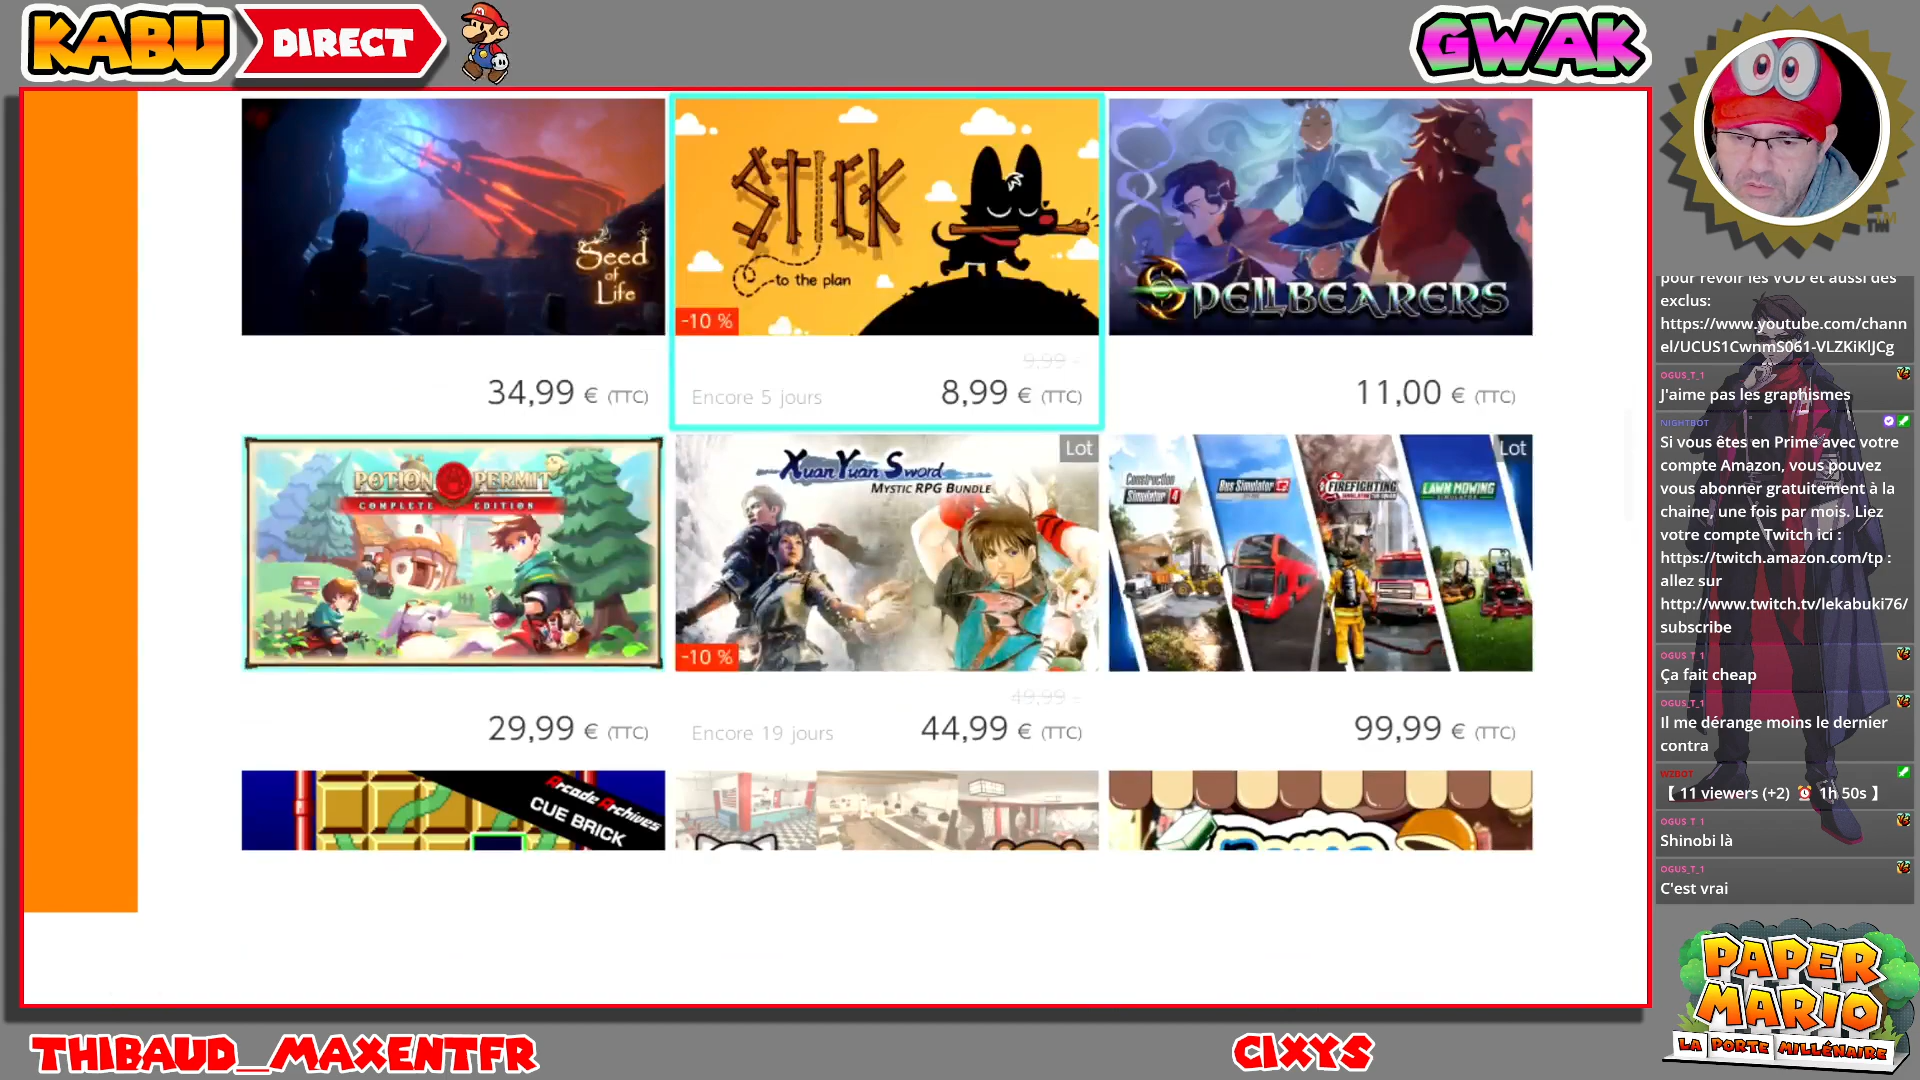 KABU
DIRECT
GWAK
Seed
of
Life
STICK
to the plan
-10 %
SPELLBEARERS
34,99 € (TTC)
9,99
Encore 5 jours
8,99 € (TTC)
11,00 € (TTC)
POTION PERMIT
COMPLETE EDITION
Lot
Xuan Yuan Sword
MYSTIC RPG BUNDLE
-10 %
Lot
Construction
Simulator 4
Bus Simulator
FIREFIGHTING
LAWN MOWING
29,99 € (TTC)
49,99
Encore 19 jours
44,99 € (TTC)
99,99 € (TTC)
Arcade Archives
CUE BRICK
pour revoir les VOD et aussi des
exclus:
https://www.youtube.com/chann
el/UCUS1CwnmS061-VLZKiKlJCg
OGUS_T_1
J'aime pas les graphismes
NIGHTBOT
Si vous êtes en Prime avec votre
compte Amazon, vous pouvez
vous abonner gratuitement à la
chaine, une fois par mois. Liez
votre compte Twitch ici :
https://twitch.amazon.com/tp :
allez sur
http://www.twitch.tv/lekabuki76/
subscribe
OGUS_T_1
Ça fait cheap
OGUS_T_1
Il me dérange moins le dernier
contra
WZBOT
【 11 viewers (+2) ⏰ 1h 50s 】
OGUS_T_1
Shinobi là
OGUS_T_1
C'est vrai
PAPER
MARIO
LA PORTE MILLÉNAIRE
THIBAUD_MAXENTFR
CIXYS